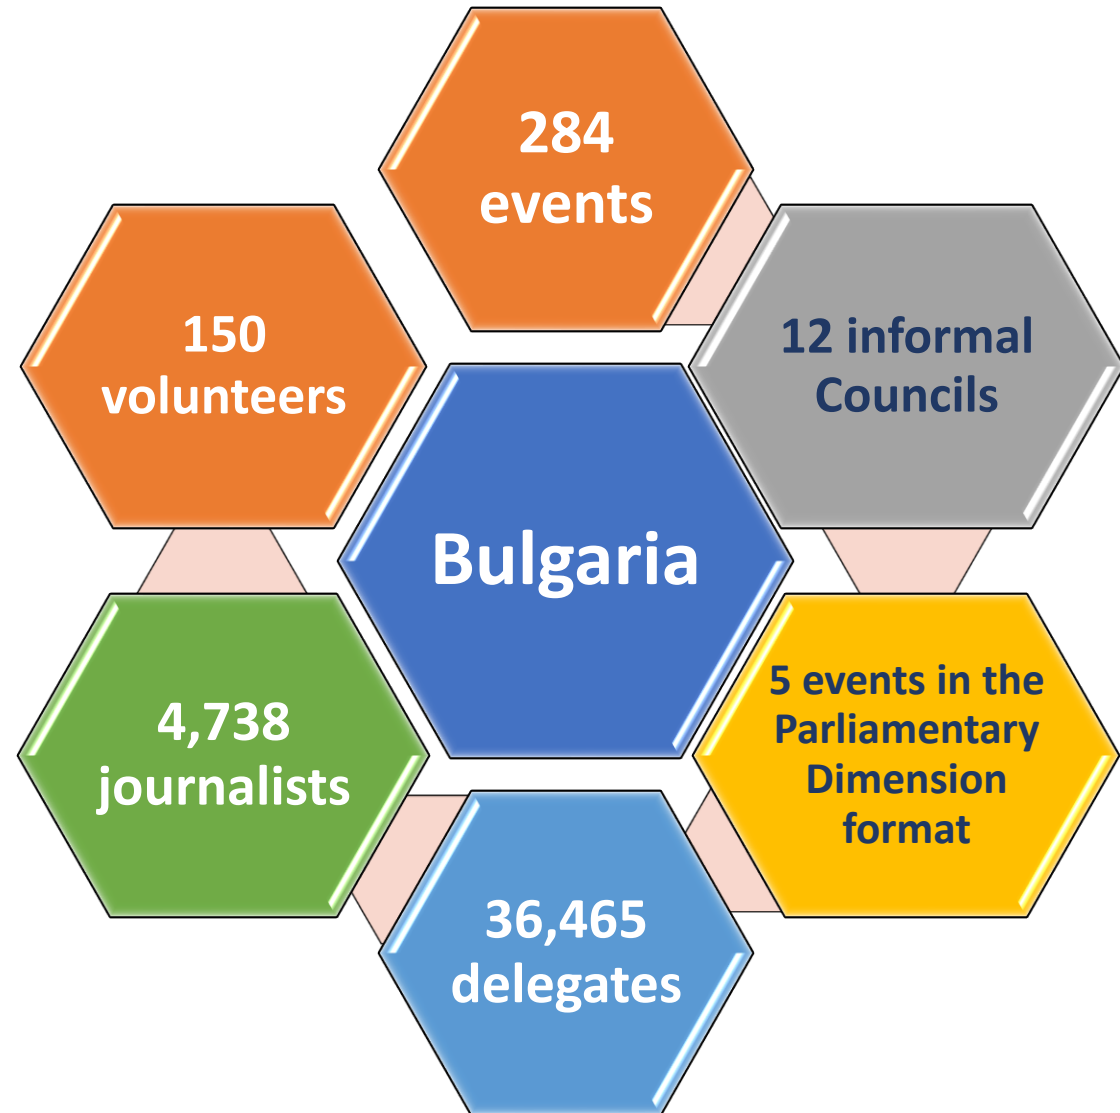 284
events
150
volunteers
12 informal
Councils
Bulgaria
4,738
journalists
5 events in the
Parliamentary
Dimension
format
36,465
delegates